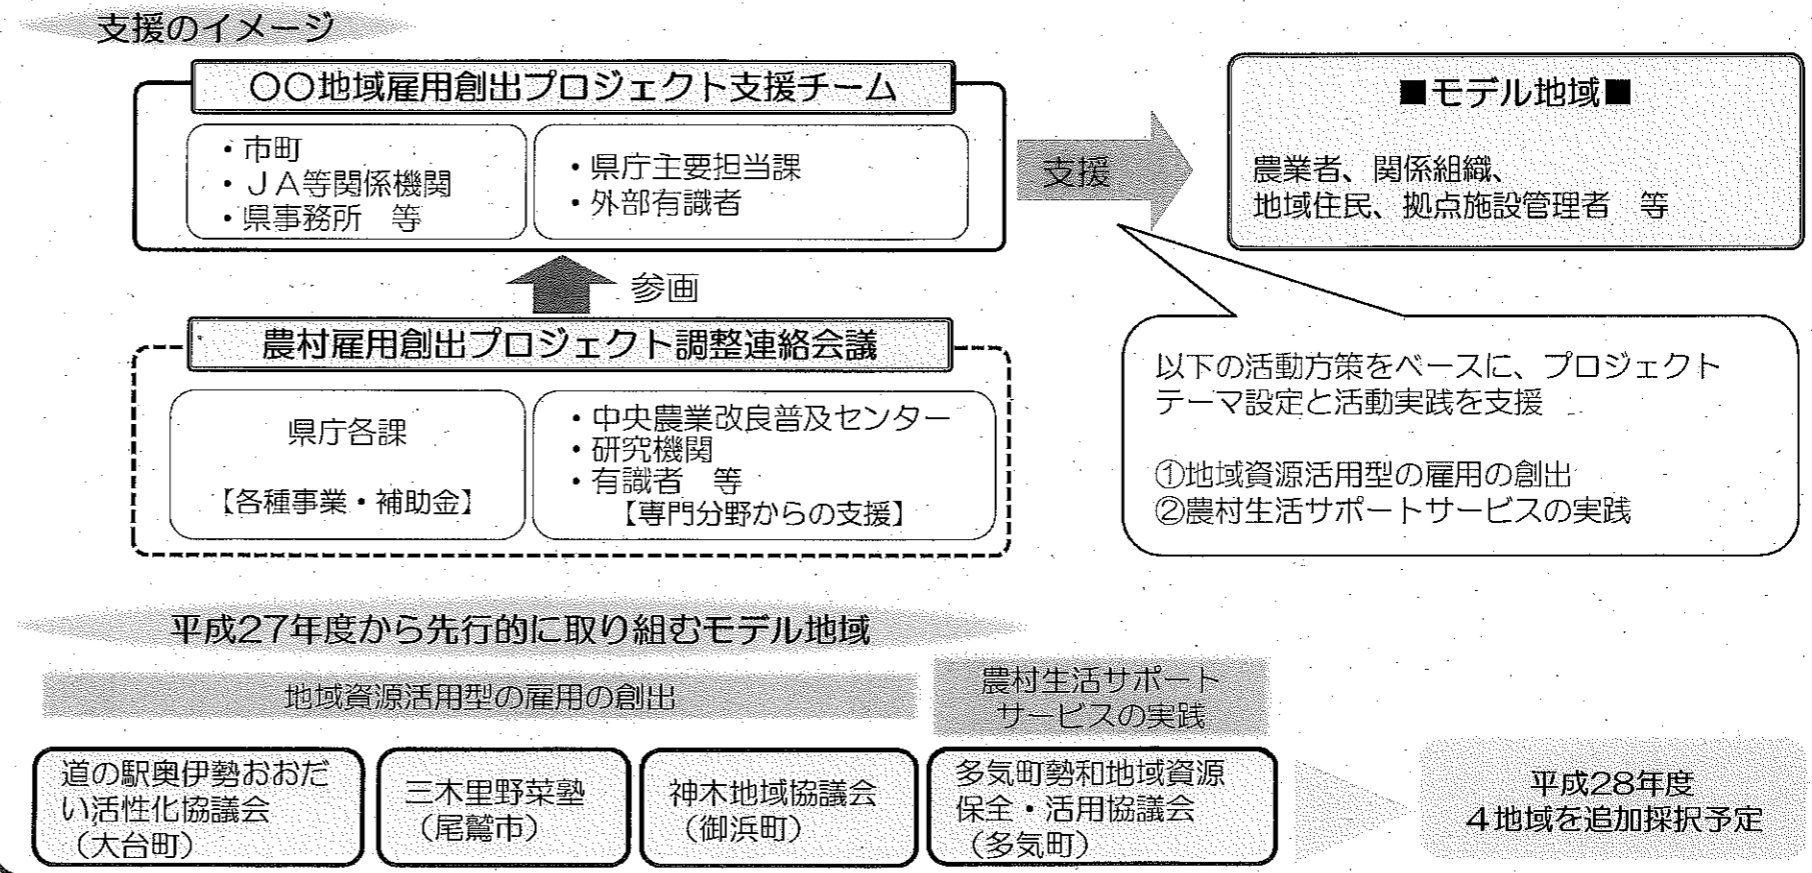 支援のイメージ
〇〇地域雇用創出プロジェクト支援チーム
・市町
・ＪＡ等関係機関
・県事務所　等
・県庁主要担当課
・外部有識者
支援
■モデル地域■
農業者、関係組織、
地域住民、拠点施設管理者　等
参画
農村雇用創出プロジェクト調整連絡会議
県庁各課
【各種事業・補助金】
・中央農業改良普及センター
・研究機関
・有識者　等
【専門分野からの支援】
以下の活動方策をベースに、プロジェクト
テーマ設定と活動実践を支援
①地域資源活用型の雇用の創出
②農村生活サポートサービスの実践
平成27年度から先行的に取り組むモデル地域
地域資源活用型の雇用の創出
農村生活サポート
サービスの実践
道の駅奥伊勢おおだ
い活性化協議会
（大台町）
三木里野菜塾
（尾鷲市）
神木地域協議会
（御浜町）
多気町勢和地域資源
保全・活用協議会
（多気町）
平成28年度
４地域を追加採択予定